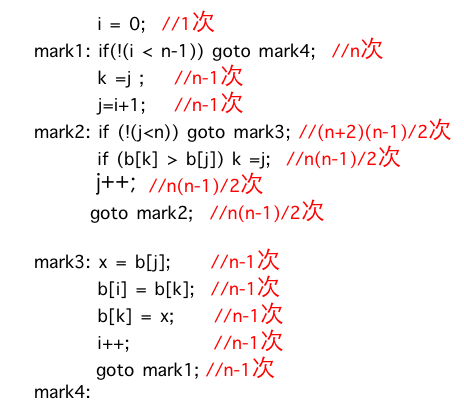 i = 0; //1次
mark1: if(!(i < n-1)) goto mark4; //n次
k =j ; //n-1次
j=i+1; //n-1次
mark2: if (!(j<n)) goto mark3; //(n+2)(n-1)/2次
if (b[k] > b[j]) k =j; //n(n-1)/2次
j++; //n(n-1)/2次
goto mark2; //n(n-1)/2次
mark3: x = b[j]; //n-1次
b[i] = b[k]; //n-1次
b[k] = x; //n-1次
i++; //n-1次
goto mark1; //n-1次
mark4: